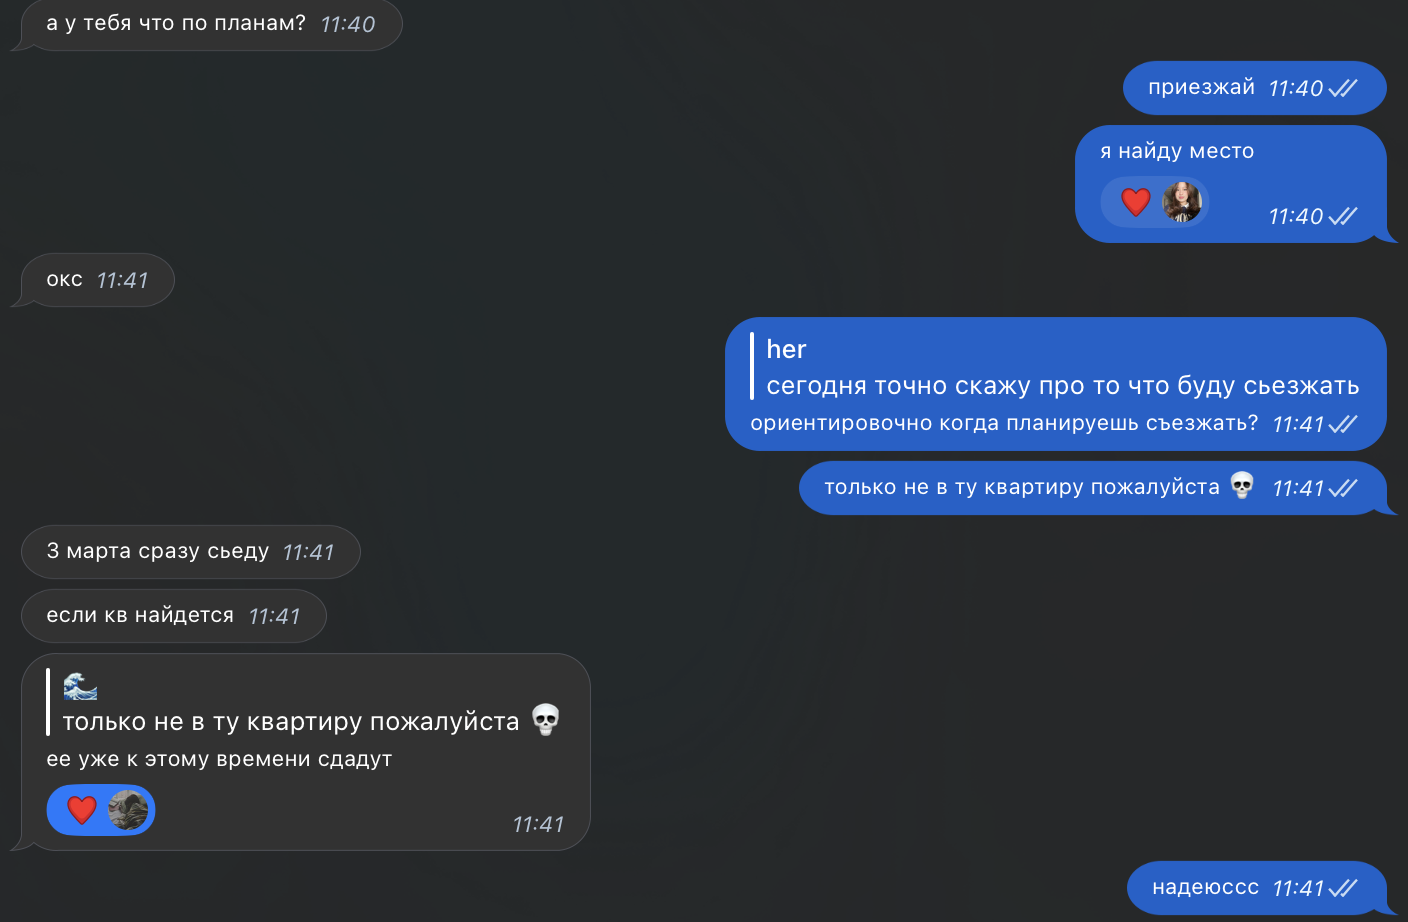 а у тебя что по планам? 11:40
приезжай 11:40
я найду место
11:40
окс 11:41
her
сегодня точно скажу про то что буду сьезжать
ориентировочно когда планируешь съезжать? 11:41
только не в ту квартиру пожалуйста 💀 11:41
3 марта сразу сьеду 11:41
если кв найдется 11:41
🌊
только не в ту квартиру пожалуйста 💀
ее уже к этому времени сдадут
11:41
надеюссс 11:41